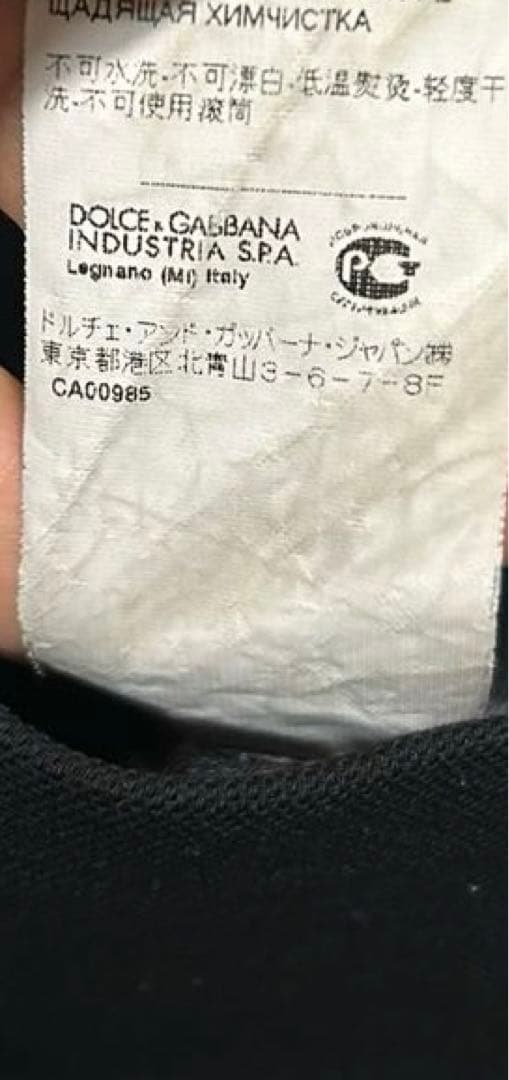 ЩАДЯЩАЯ ХИМЧИСТКА
不可水洗·不可漂白·低温熨烫·轻度干
洗·不可使用滚筒
DOLCE & GABBANA
INDUSTRIA S.P.A.
Legnano (MI) Italy
ドルチェ・アンド・ガッバーナ・ジャパン㈱
東京都港区北青山3-6-7-8F
CA00985